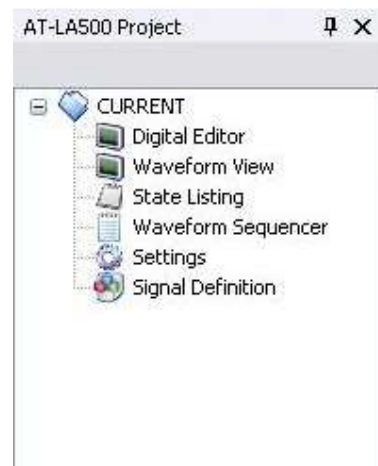 AT-LA500 Project
CURRENT
Digital Editor
Waveform View
State Listing
Waveform Sequencer
Settings
Signal Definition